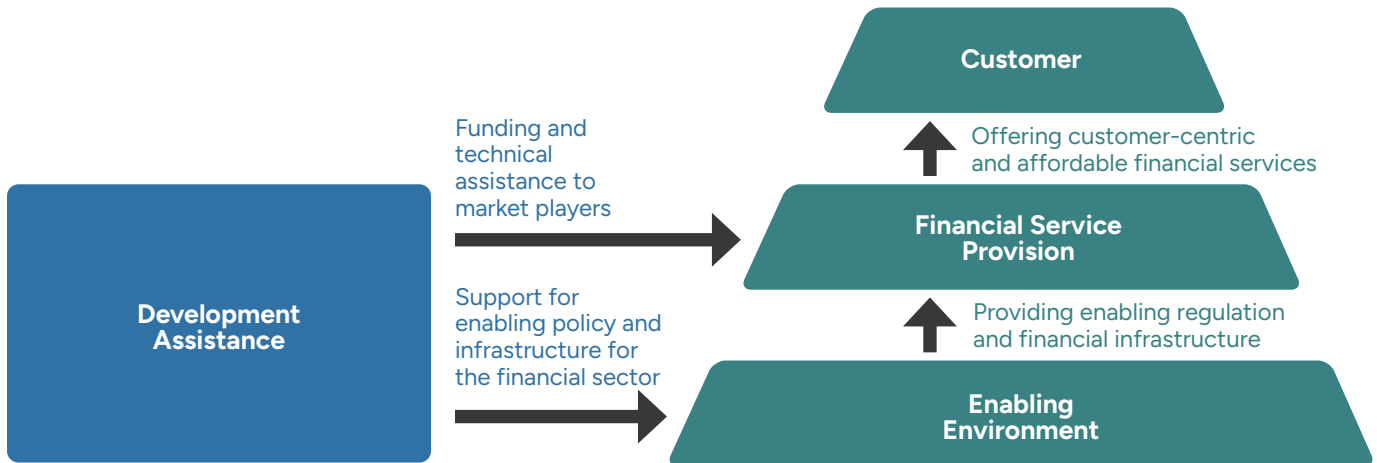 Customer
Funding and
technical
assistance to
market players
Offering customer-centric
and affordable financial services
Financial Service
Provision
Development
Assistance
Support for
enabling policy and
infrastructure for
the financial sector
Providing enabling regulation
and financial infrastructure
Enabling
Environment